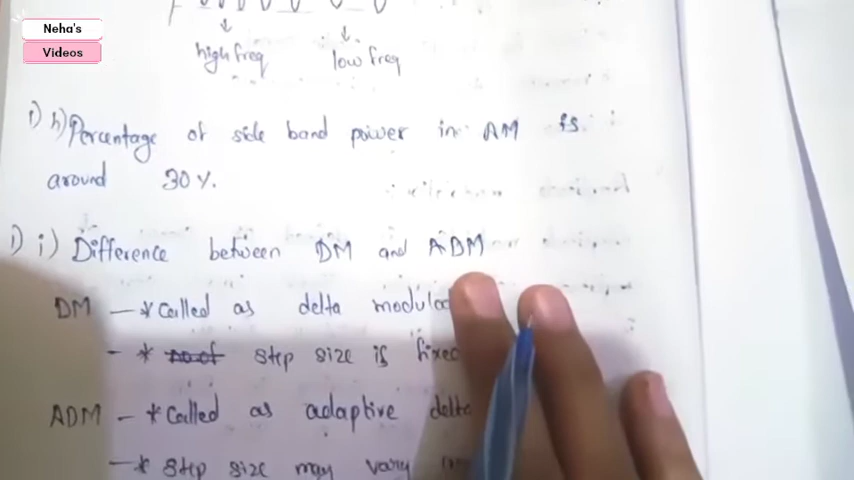 Neha's
Videos
high freq low freq
1) h) Percentage of side band power in AM is
around 30%.
1) i) Difference between DM and ADM
DM - * Called as delta
- * step size is fixed
ADM - * Called as adaptive delta
- * step size may vary